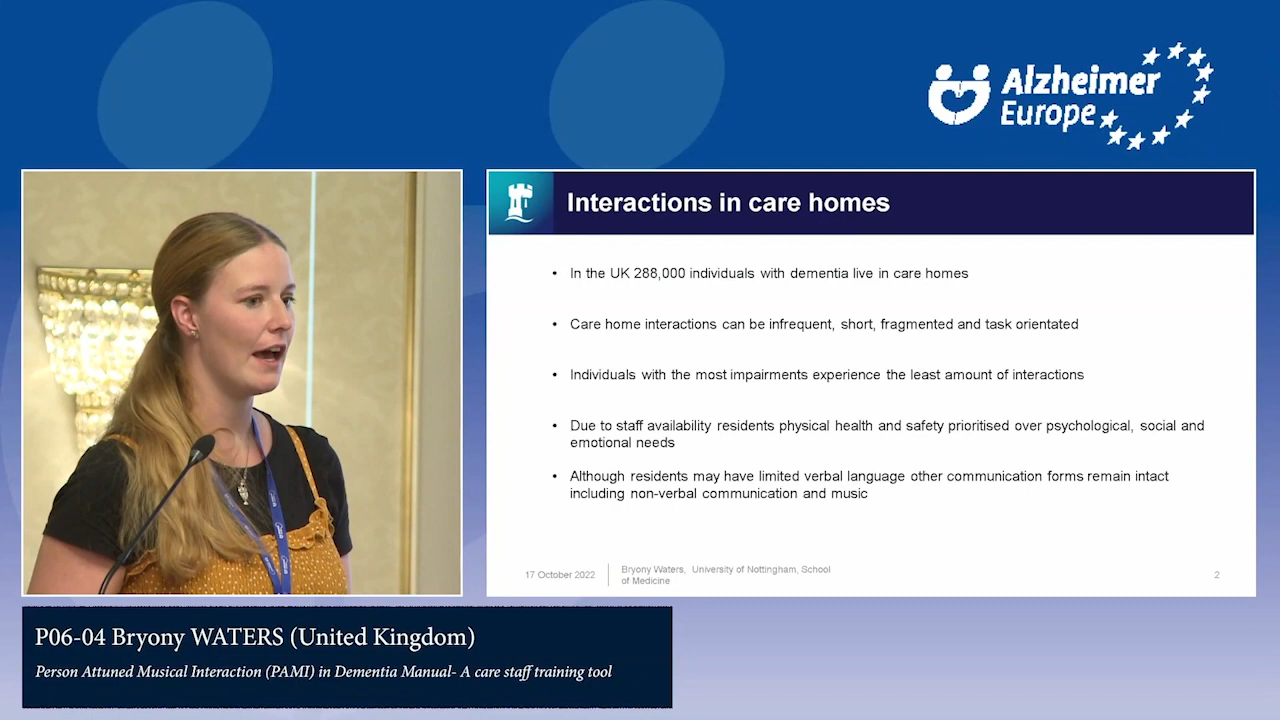 Alzheimer
Europe
Interactions in care homes
• In the UK 288,000 individuals with dementia live in care homes
• Care home interactions can be infrequent, short, fragmented and task orientated
• Individuals with the most impairments experience the least amount of interactions
• Due to staff availability residents physical health and safety prioritised over psychological, social and
emotional needs
• Although residents may have limited verbal language other communication forms remain intact
including non-verbal communication and music
17 October 2022
Bryony Waters, University of Nottingham, School
of Medicine
2
P06-04 Bryony WATERS (United Kingdom)
Person Attuned Musical Interaction (PAMI) in Dementia Manual- A care staff training tool